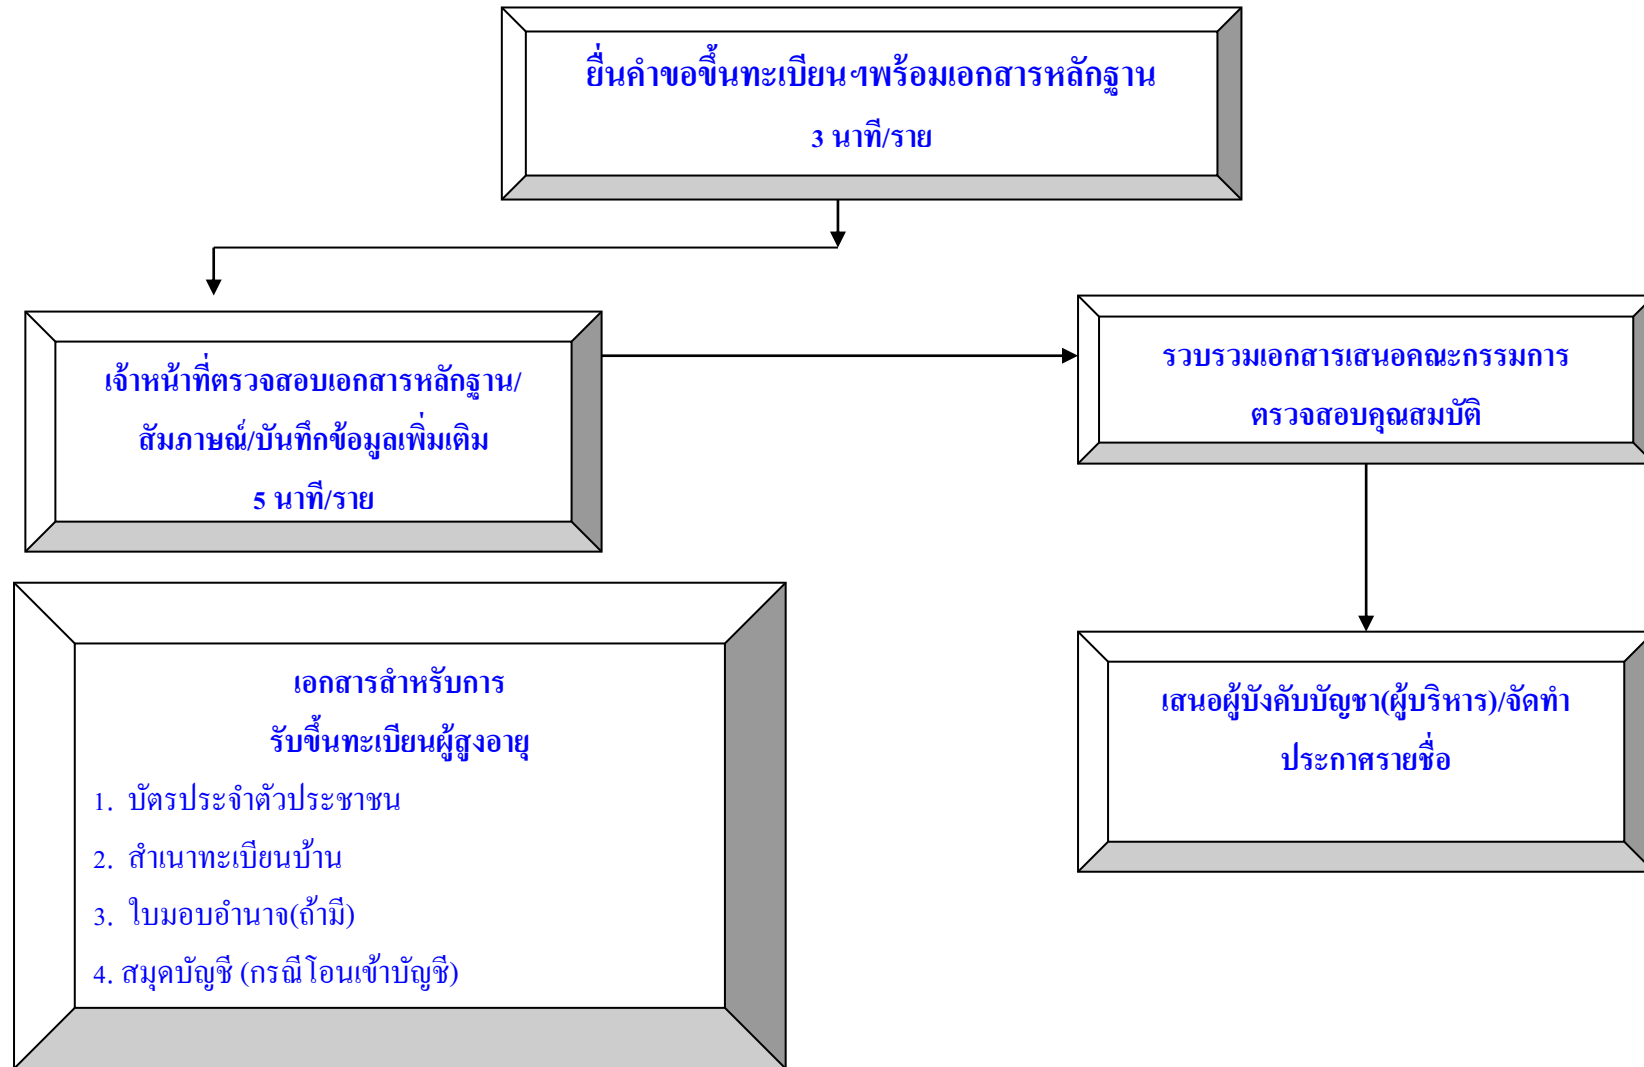 ยื่นคำขอขึ้นทะเบียนฯพร้อมเอกสารหลักฐาน
3 นาที/ราย
เจ้าหน้าที่ตรวจสอบเอกสารหลักฐาน/
สัมภาษณ์/บันทึกข้อมูลเพิ่มเติม
5 นาที/ราย
รวบรวมเอกสารเสนอคณะกรรมการ
ตรวจสอบคุณสมบัติ
เสนอผู้บังคับบัญชา(ผู้บริหาร)/จัดทำ
ประกาศรายชื่อ
เอกสารสำหรับการ
รับขึ้นทะเบียนผู้สูงอายุ
1. บัตรประจำตัวประชาชน
2. สำเนาทะเบียนบ้าน
3. ใบมอบอำนาจ(ถ้ามี)
4. สมุดบัญชี (กรณีโอนเข้าบัญชี)